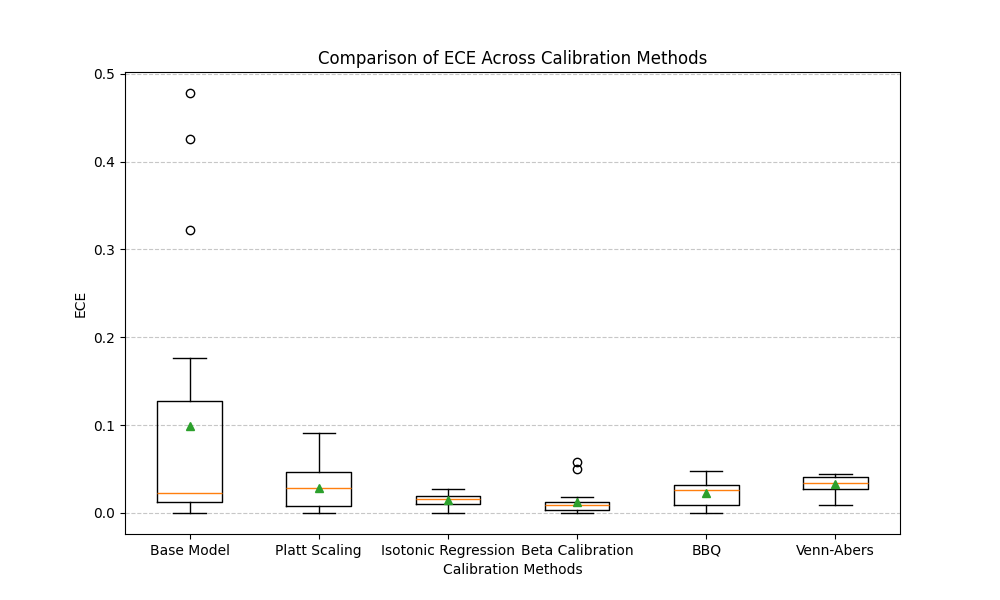 Comparison of ECE Across Calibration Methods
0.5
0.4
0.3
0.2
0.1
0.0
ECE
Base Model Platt Scaling Isotonic Regression Beta Calibration BBQ Venn-Abers
Calibration Methods